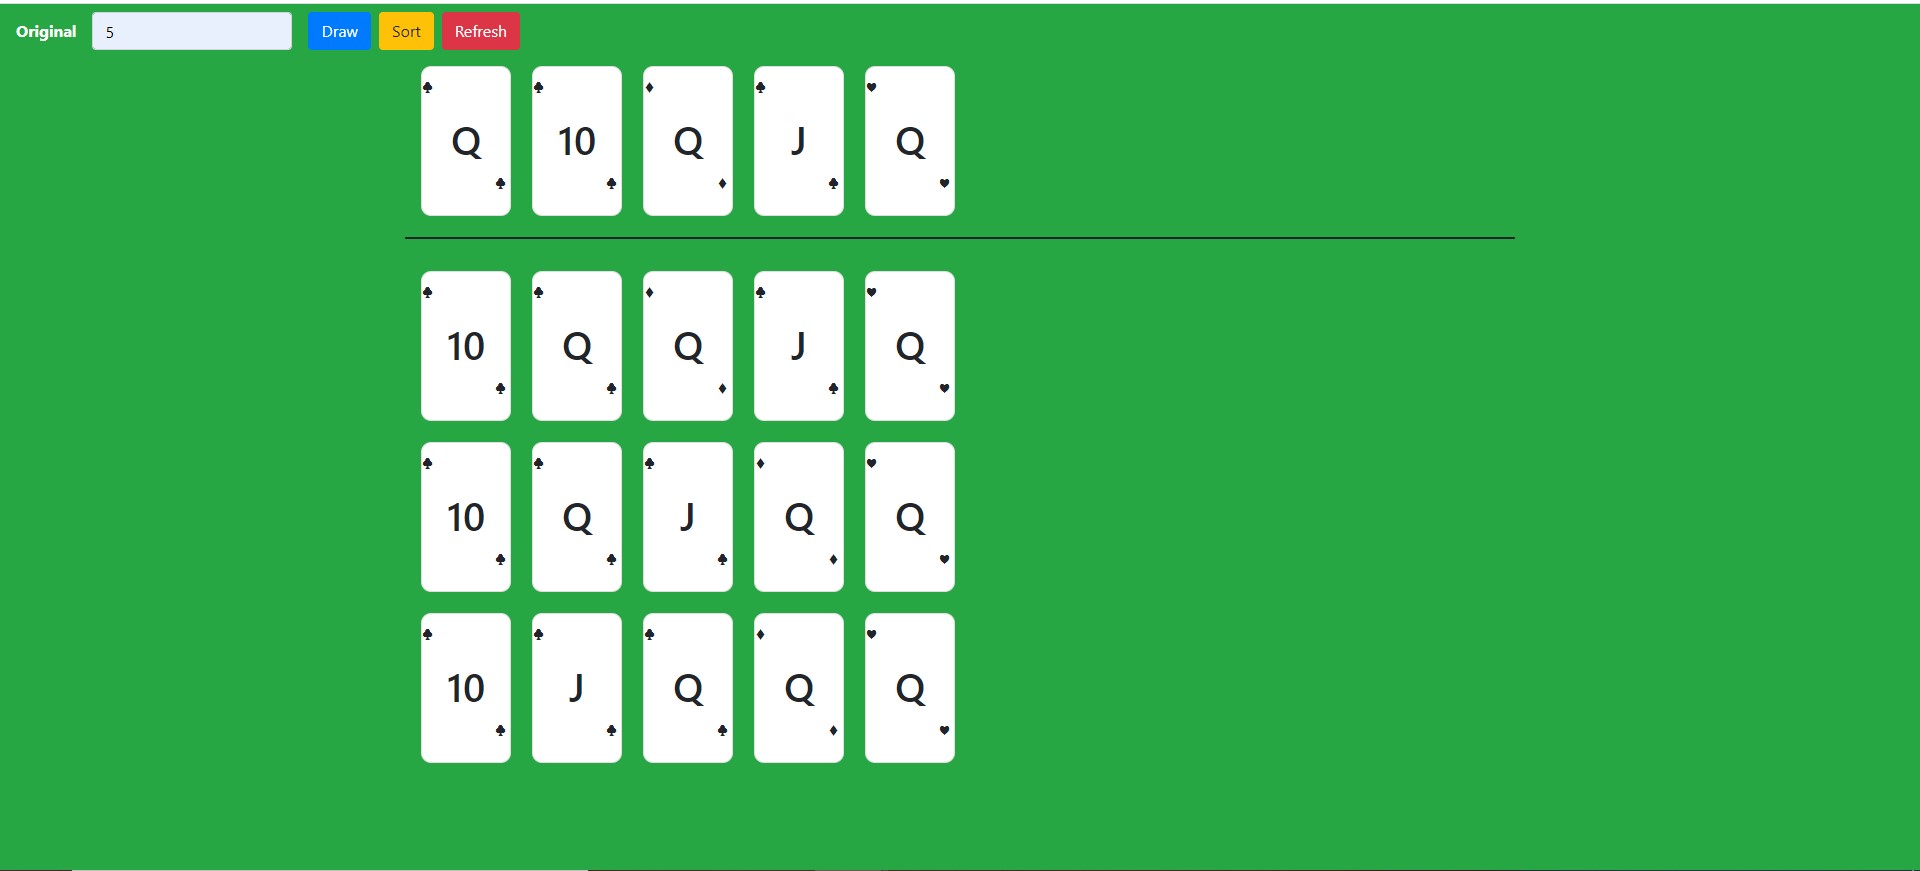 Original 5 Draw Sort Refresh
♣ ♣ ♦ ♣ ♥
Q 10 Q J Q
♣ ♣ ♦ ♣ ♥
♣ ♣ ♦ ♣ ♥
10 Q Q J Q
♣ ♣ ♦ ♣ ♥
♣ ♣ ♣ ♦ ♥
10 Q J Q Q
♣ ♣ ♣ ♦ ♥
♣ ♣ ♣ ♦ ♥
10 J Q Q Q
♣ ♣ ♣ ♦ ♥